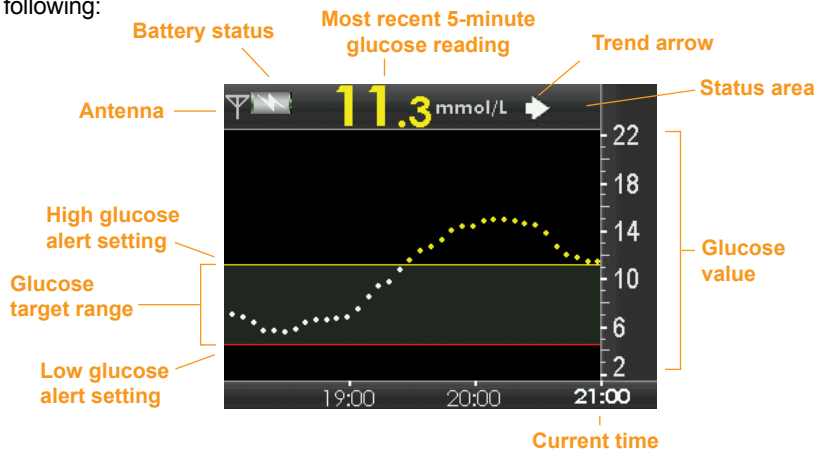 following:
Most recent 5-minute
glucose reading
Battery status
Trend arrow
Status area
Antenna
11.3 mmol/L
22
18
14
10
6
2
High glucose
alert setting
Glucose
target range
Low glucose
alert setting
Glucose
value
19:00 20:00 21:00
Current time